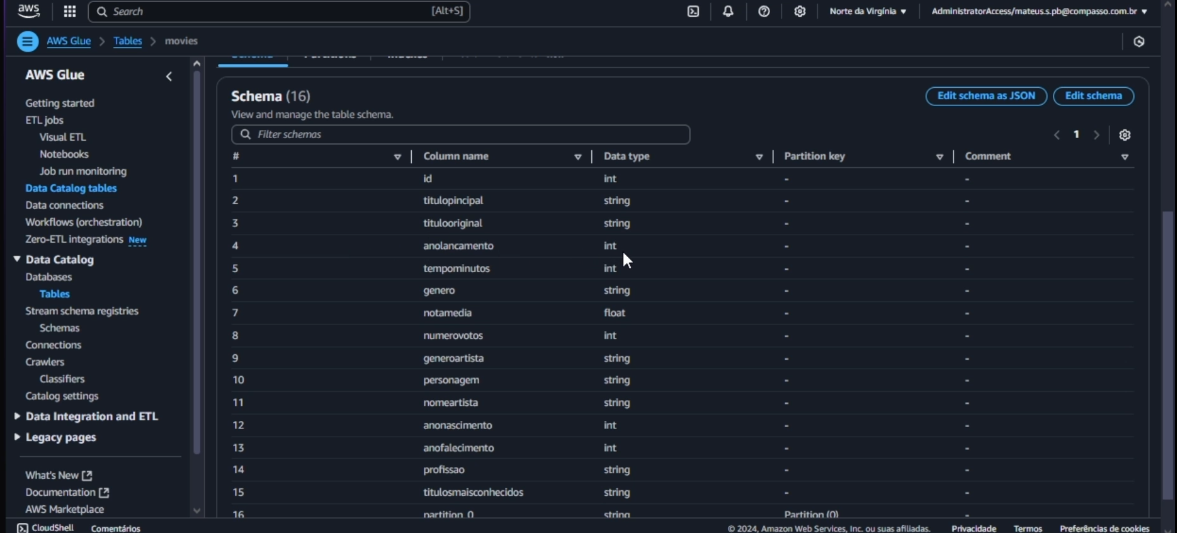 aws Search [Alt+S] Norte da Virgínia AdministratorAccess/mateus.s.pb@compasso.com.br
AWS Glue > Tables > movies
AWS Glue
Getting started
ETL jobs
Visual ETL
Notebooks
Job run monitoring
Data Catalog tables
Data connections
Workflows (orchestration)
Zero-ETL integrations New
Data Catalog
Databases
Tables
Stream schema registries
Schemas
Connections
Crawlers
Classifiers
Catalog settings
Data Integration and ETL
Legacy pages
What's New
Documentation
AWS Marketplace
Schema (16)
Edit schema as JSON Edit schema
View and manage the table schema.
Filter schemas
1
# Column name Data type Partition key Comment
1 id int - -
2 titulopincipal string - -
3 titulooriginal string - -
4 anolancamento int - -
5 tempominutos int - -
6 genero string - -
7 notamedia float - -
8 numerovotos int - -
9 generoartista string - -
10 personagem string - -
11 nomeartista string - -
12 anonascimento int - -
13 anofalecimento int - -
14 profissao string - -
15 titulosmaisconhecidos string - -
16 partition_0 string Partition (0) -
CloudShell Comentários © 2024, Amazon Web Services, Inc. ou suas afiliadas. Privacidade Termos Preferências de cookies